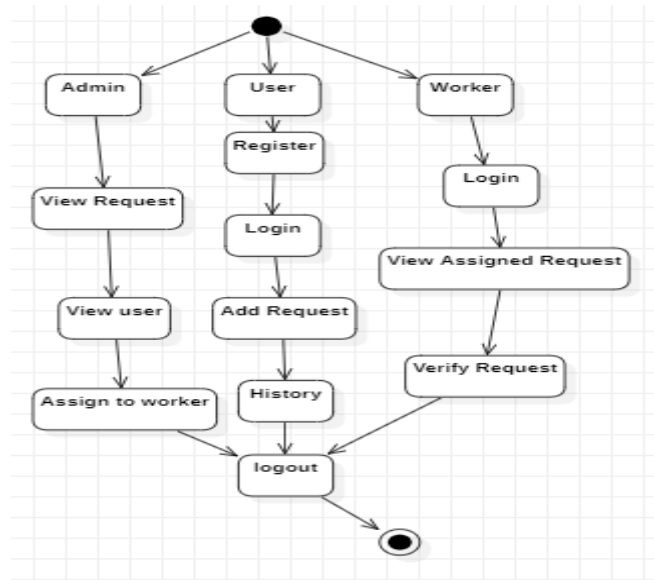 Admin
User
Worker
Register
View Request
Login
Login
View Assigned Request
View user
Add Request
Verify Request
Assign to worker
History
logout